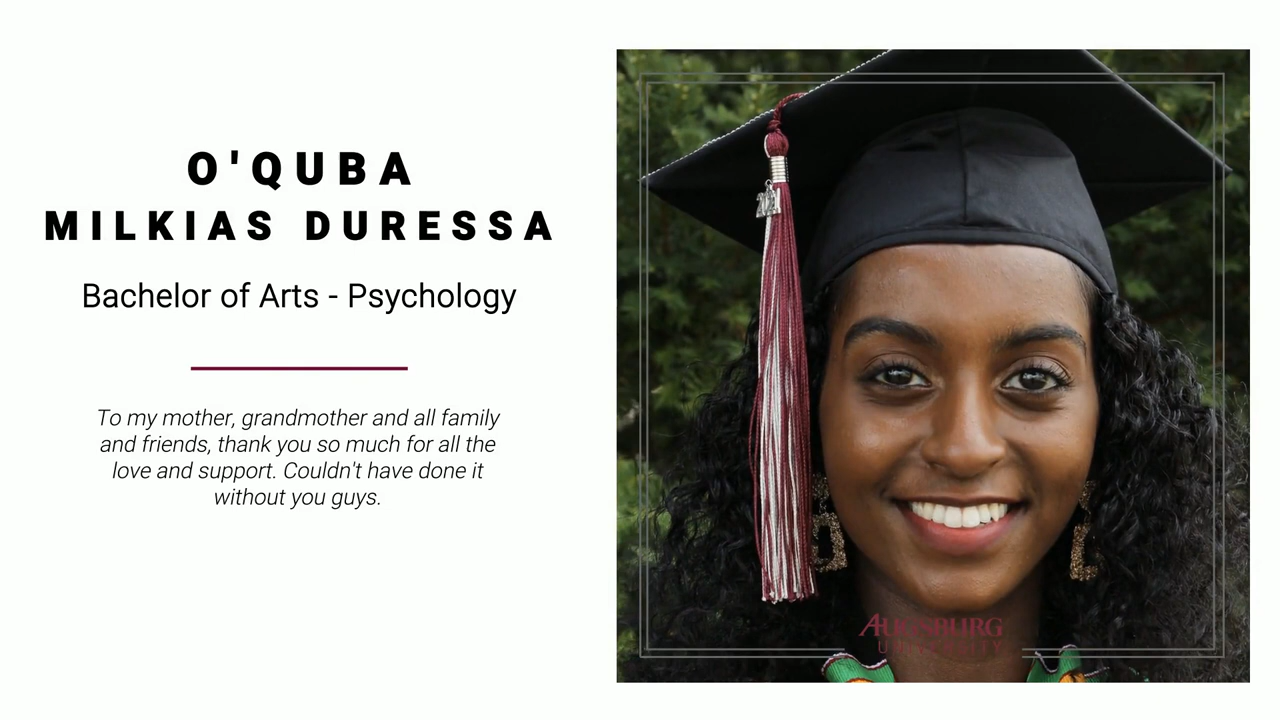 O'QUBA
MILKIAS DURESSA
Bachelor of Arts - Psychology
To my mother, grandmother and all family
and friends, thank you so much for all the
love and support. Couldn't have done it
without you guys.
AUGSBURG
UNIVERSITY